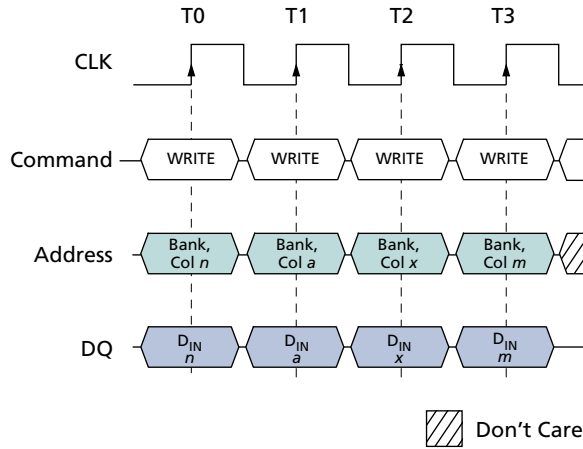 T0 T1 T2 T3
CLK
Command WRITE WRITE WRITE WRITE
Address Bank, Col n Bank, Col a Bank, Col x Bank, Col m
DQ DIN n DIN a DIN x DIN m
Don't Care